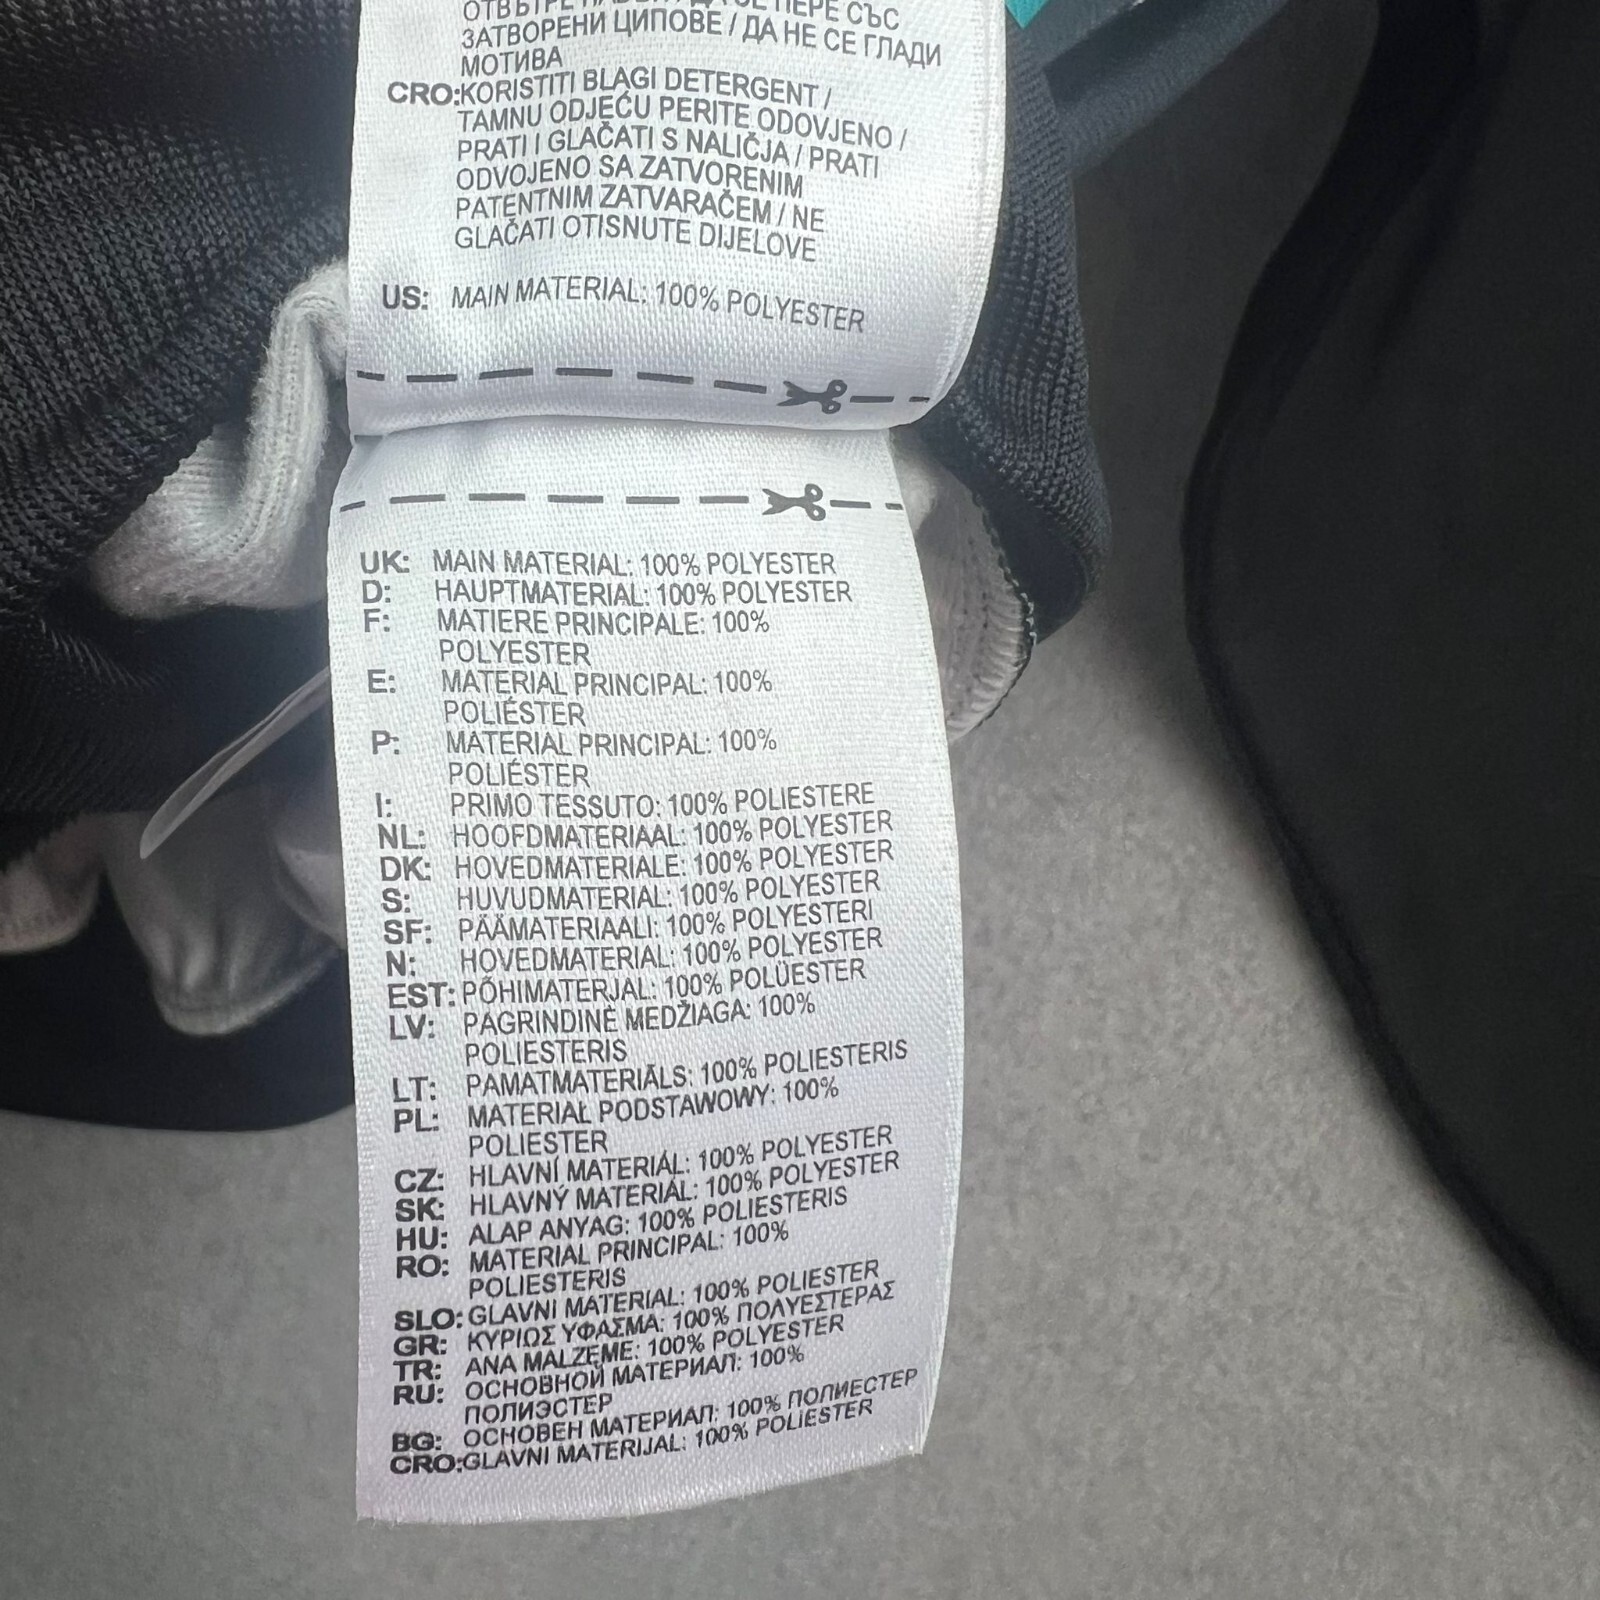 ЗАТВОРЕНИ ЦИПОВЕ / ДА НЕ СЕ ГЛАДИ
МОТИВА
CRO:KORISTITI BLAGI DETERGENT /
TAMNU ODJEĆU PERITE ODOVJENO /
PRATI I GLAČATI S NALIČJA / PRATI
ODVOJENO SA ZATVORENIM
PATENTNIM ZATVARAČEM / NE
GLAČATI OTISNUTE DIJELOVE
US: MAIN MATERIAL: 100% POLYESTER
UK: MAIN MATERIAL: 100% POLYESTER
D: HAUPTMATERIAL: 100% POLYESTER
F: MATIERE PRINCIPALE: 100%
POLYESTER
E: MATERIAL PRINCIPAL: 100%
POLIÉSTER
P: MATERIAL PRINCIPAL: 100%
POLIÉSTER
I: PRIMO TESSUTO: 100% POLIESTERE
NL: HOOFDMATERIAAL: 100% POLYESTER
DK: HOVEDMATERIALE: 100% POLYESTER
S: HUVUDMATERIAL: 100% POLYESTER
SF: PÄÄMATERIAALI: 100% POLYESTERI
N: HOVEDMATERIAL: 100% POLYESTER
EST: PÕHIMATERJAL: 100% POLÜESTER
LV: PAGRINDINĖ MEDŽIAGA: 100%
POLIESTERIS
LT: PAMATMATERIĀLS: 100% POLIESTERIS
PL: MATERIAŁ PODSTAWOWY: 100%
POLIESTER
CZ: HLAVNÍ MATERIÁL: 100% POLYESTER
SK: HLAVNÝ MATERIÁL: 100% POLYESTER
HU: ALAP ANYAG: 100% POLIESTERIS
RO: MATERIAL PRINCIPAL: 100%
POLIESTERIS
SLO: GLAVNI MATERIAL: 100% POLIESTER
GR: ΚΥΡΙΩΣ ΥΦΑΣΜΑ: 100% ΠΟΛΥΕΣΤΕΡΑΣ
TR: ANA MALZEME: 100% POLYESTER
RU: ОСНОВНОЙ МАТЕРИАЛ: 100%
ПОЛИЭСТЕР
BG: ОСНОВЕН МАТЕРИАЛ: 100% ПОЛИЕСТЕР
CRO:GLAVNI MATERIJAL: 100% POLIESTER